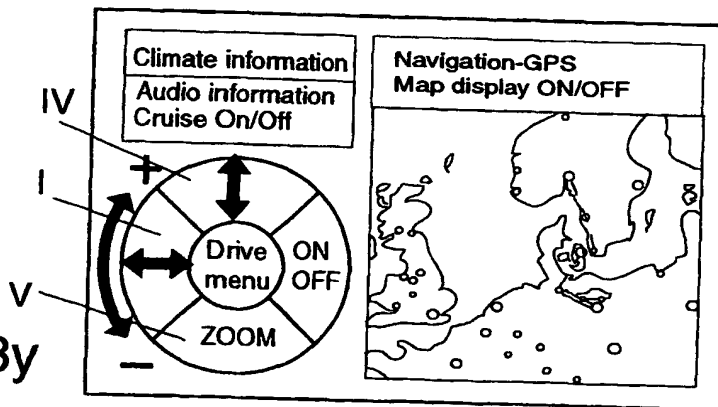 Climate information
Audio information
Cruise On/Off
Navigation-GPS
Map display ON/OFF
IV
+
I
Drive
menu
ON
OFF
V
ZOOM
–
3y